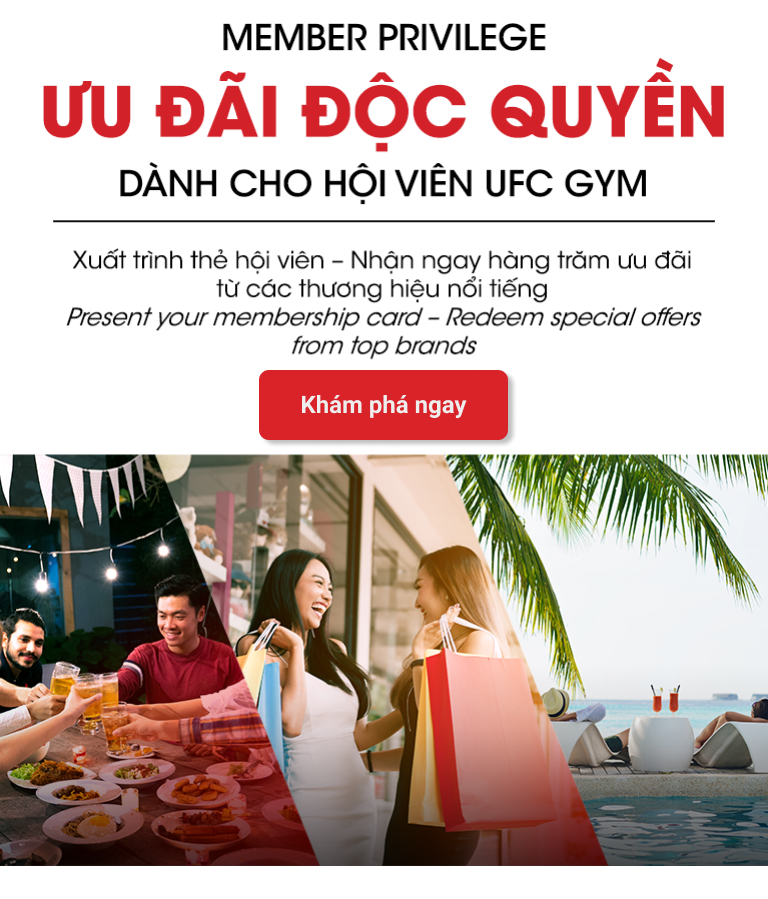 MEMBER PRIVILEGE
ƯU ĐÃI ĐỘC QUYỀN
DÀNH CHO HỘI VIÊN UFC GYM
Xuất trình thẻ hội viên – Nhận ngay hàng trăm ưu đãi
từ các thương hiệu nổi tiếng
Present your membership card – Redeem special offers
from top brands
Khám phá ngay